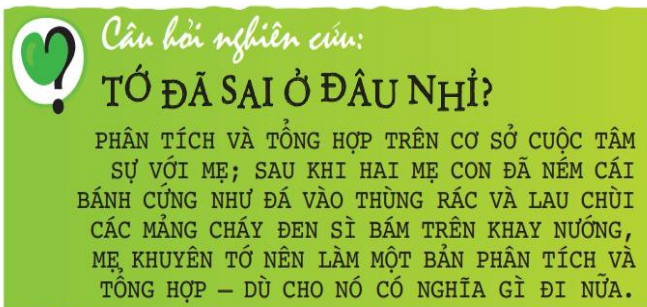 Câu hỏi nghiên cứu:
TỚ ĐÃ SAI Ở ĐÂU NHỈ?
PHÂN TÍCH VÀ TỔNG HỢP TRÊN CƠ SỞ CUỘC TÂM
SỰ VỚI MẸ; SAU KHI HAI MẸ CON ĐÃ NÉM CÁI
BÁNH CỨNG NHƯ ĐÁ VÀO THÙNG RÁC VÀ LAU CHÙI
CÁC MẢNG CHÁY ĐEN SÌ BÁM TRÊN KHAY NƯỚNG,
MẸ KHUYÊN TỚ NÊN LÀM MỘT BẢN PHÂN TÍCH VÀ
TỔNG HỢP – DÙ CHO NÓ CÓ NGHĨA GÌ ĐI NỮA.